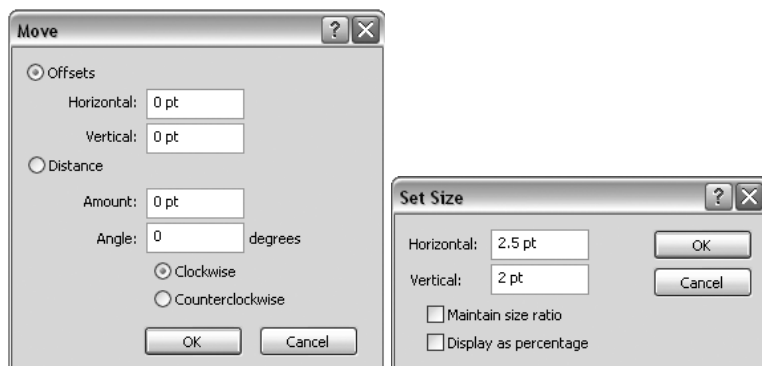 Move
Offsets
Horizontal: 0 pt
Vertical: 0 pt
Distance
Amount: 0 pt
Angle: 0 degrees
Clockwise
Counterclockwise
OK Cancel
Set Size
Horizontal: 2.5 pt OK
Vertical: 2 pt Cancel
Maintain size ratio
Display as percentage